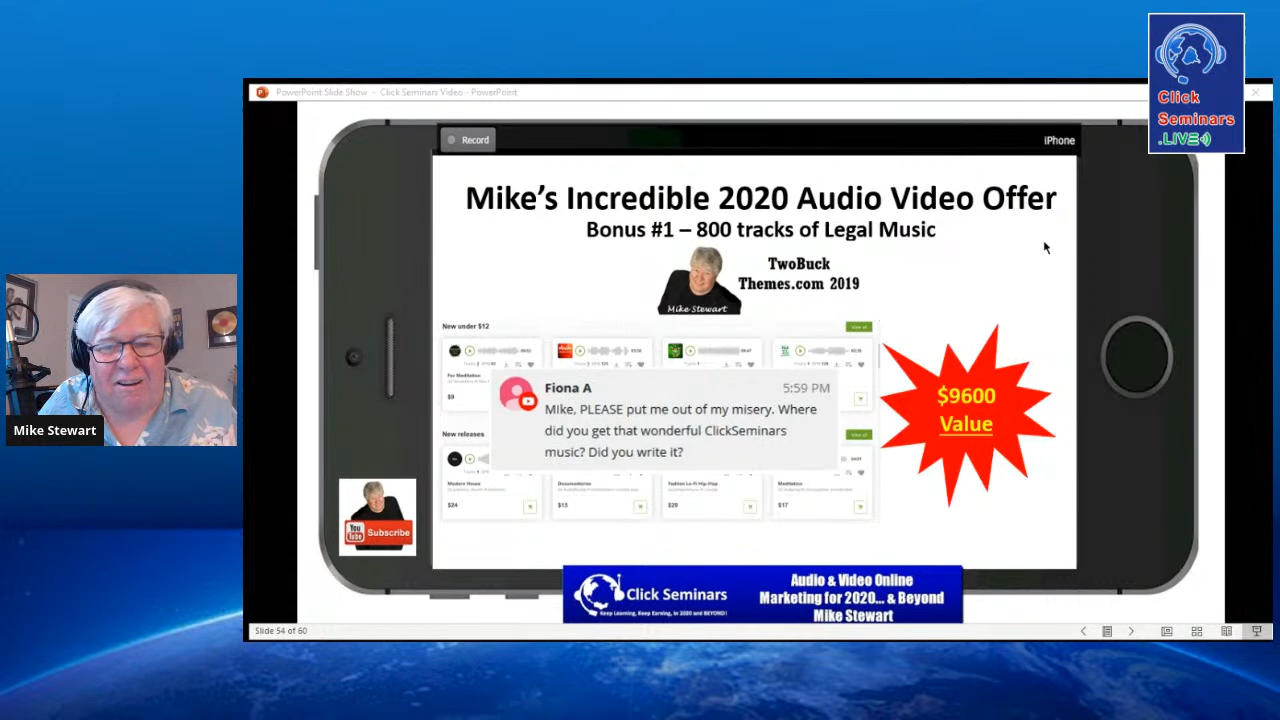 Click
Seminars
.LIVE
PowerPoint Slide Show - Click Seminars Video - PowerPoint
Record
iPhone
Mike’s Incredible 2020 Audio Video Offer
Bonus #1 – 800 tracks of Legal Music
TwoBuck
Themes.com 2019
Mike Stewart
New under $12
View all
For Meditation
$9
Fiona A
5:59 PM
MIke, PLEASE put me out of my misery. Where
did you get that wonderful ClickSeminars
music? Did you write it?
$9600
Value
New releases
View all
Modern House
Documentaries
Fashion Lo-Fi Hip-Hop
Meditation
$24
$13
$29
$17
Mike Stewart
You
Tube
Subscribe
Click Seminars
Keep Learning, Keep Earning, in 2020 and BEYOND!
Audio & Video Online
Marketing for 2020... & Beyond
Mike Stewart
Slide 54 of 60